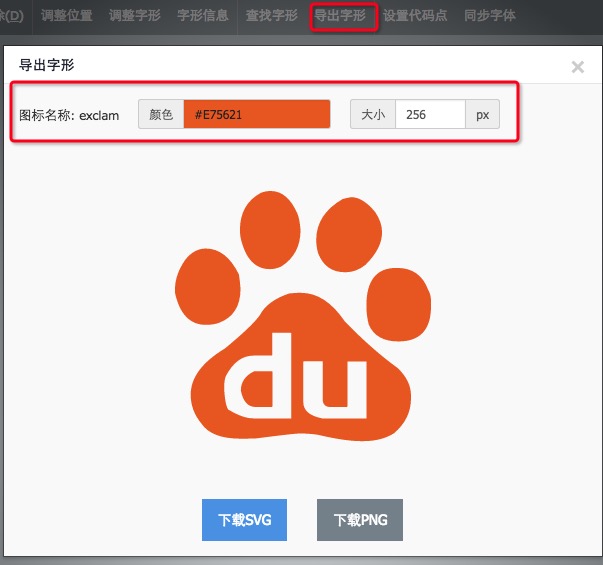 (D) 调整位置 调整字形 字形信息 查找字形 导出字形 设置代码点 同步字体
导出字形 ×
图标名称: exclam 颜色 #E75621 大小 256 px
du
下载SVG 下载PNG